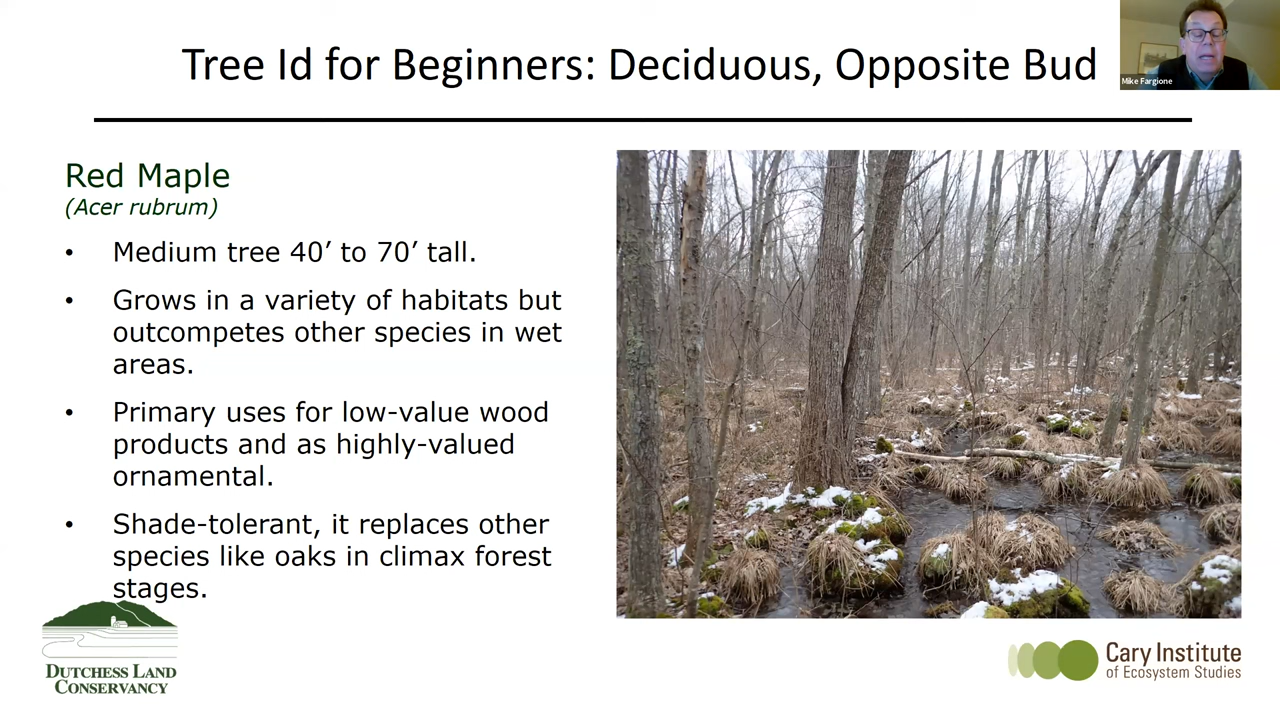 Tree Id for Beginners: Deciduous, Opposite Bud
Mike Fargione
Red Maple
(Acer rubrum)
• Medium tree 40’ to 70’ tall.
• Grows in a variety of habitats but
outcompetes other species in wet
areas.
• Primary uses for low-value wood
products and as highly-valued
ornamental.
• Shade-tolerant, it replaces other
species like oaks in climax forest
stages.
DUTCHESS LAND
CONSERVANCY
Cary Institute
of Ecosystem Studies